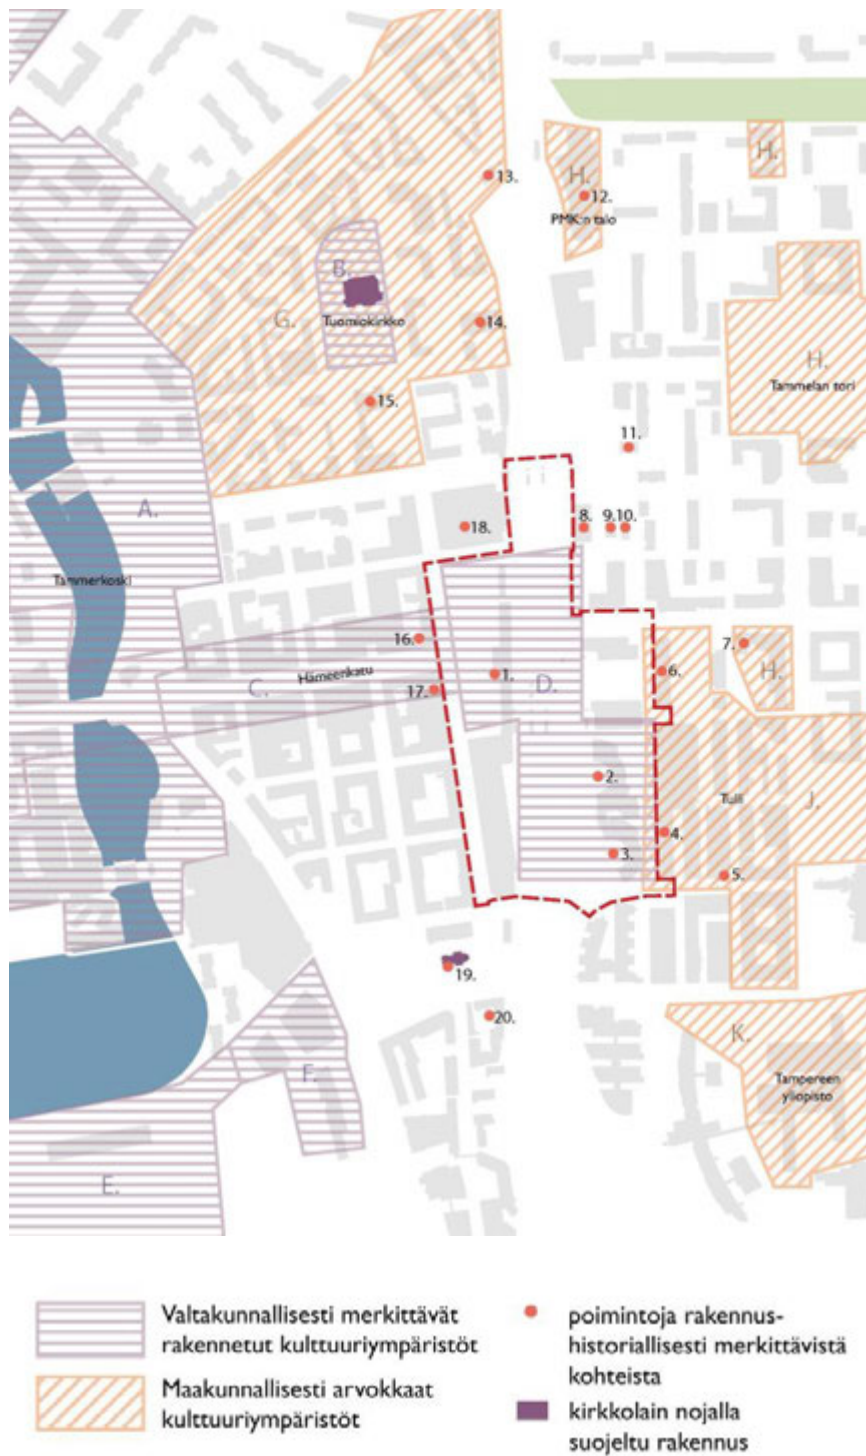 13.
H.
H.
12.
PMK:n talo
B.
G.
Tuomiokirkko
14.
H.
Tammelan tori
15.
11.
A.
18.
8.
9.
10.
Tammerkoski
16.
7.
6.
H.
C.
Hämeenkatu
1.
D.
17.
2.
Tulli
J.
4.
3.
5.
19.
20.
K.
F.
Tampereen
yliopisto
E.
Valtakunnallisesti merkittävät
rakennetut kulttuuriympäristöt
Maakunnallisesti arvokkaat
kulttuuriympäristöt
poimintoja rakennus-
historiallisesti merkittävistä
kohteista
kirkkolain nojalla
suojeltu rakennus